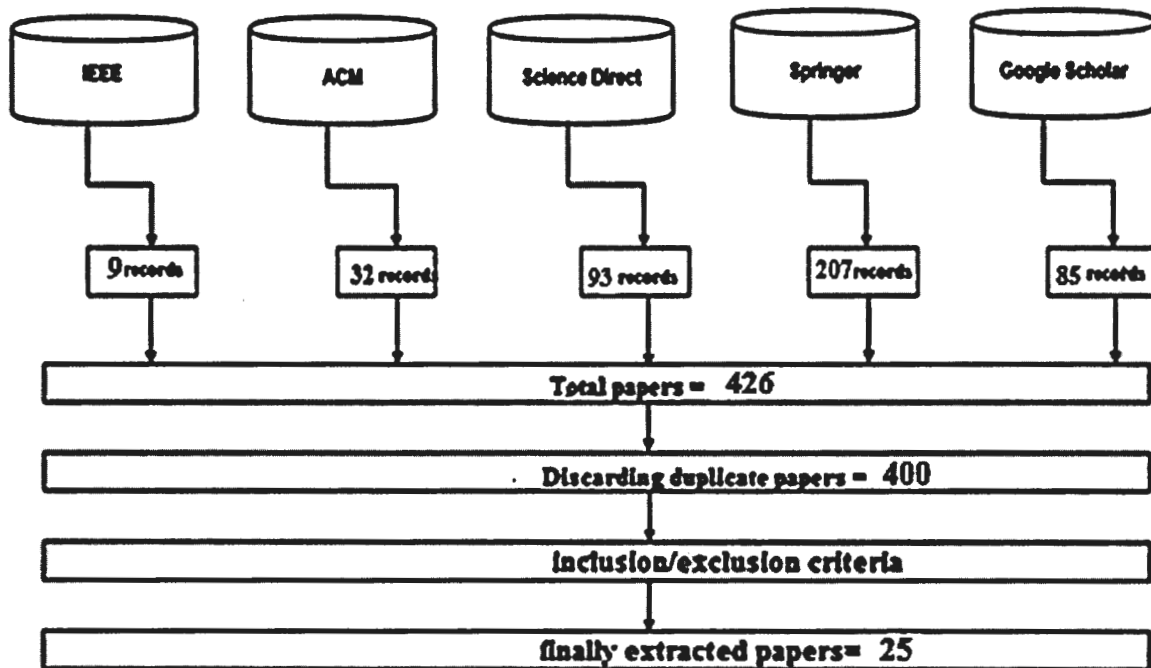 IEEE
ACM
Science Direct
Springer
Google Scholar
9 records
32 records
93 records
207 records
85 records
Total papers = 426
Discarding duplicate papers = 400
inclusion/exclusion criteria
finally extracted papers= 25